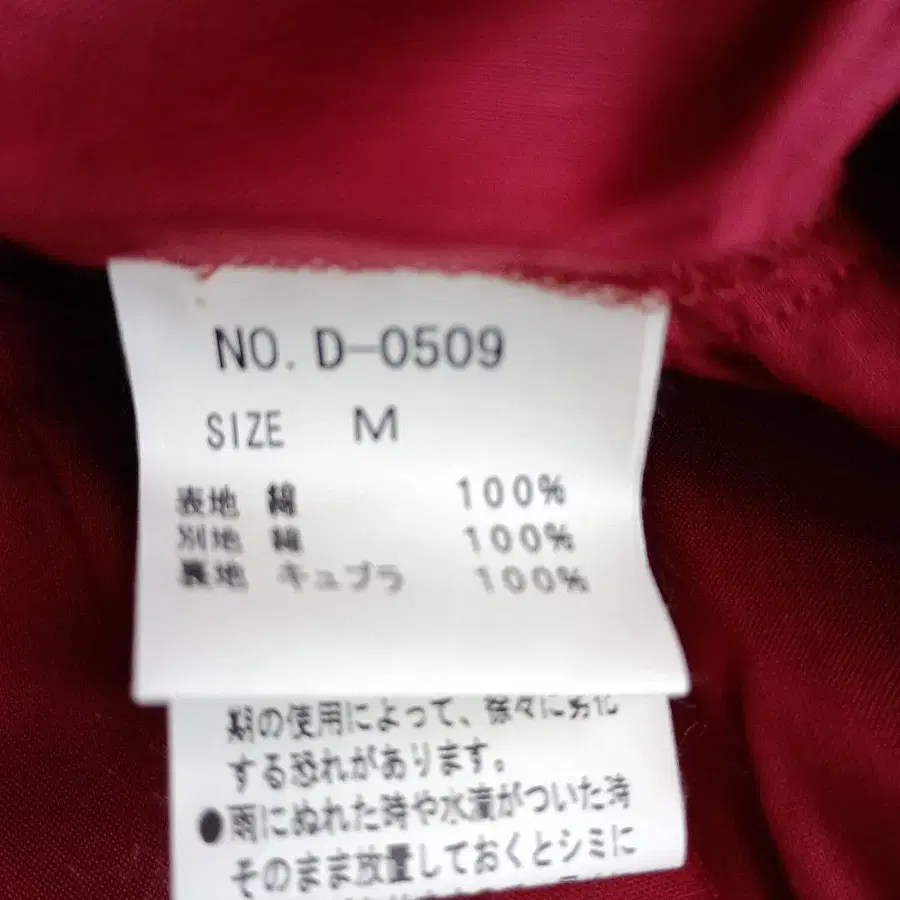 NO. D-0509
SIZE M
表地 綿 100%
別地 綿 100%
裏地 キュプラ 100%
期の使用によって、徐々に劣化
する恐れがあります。
●雨にぬれた時や水滴がついた時
そのまま放置しておくとシミに